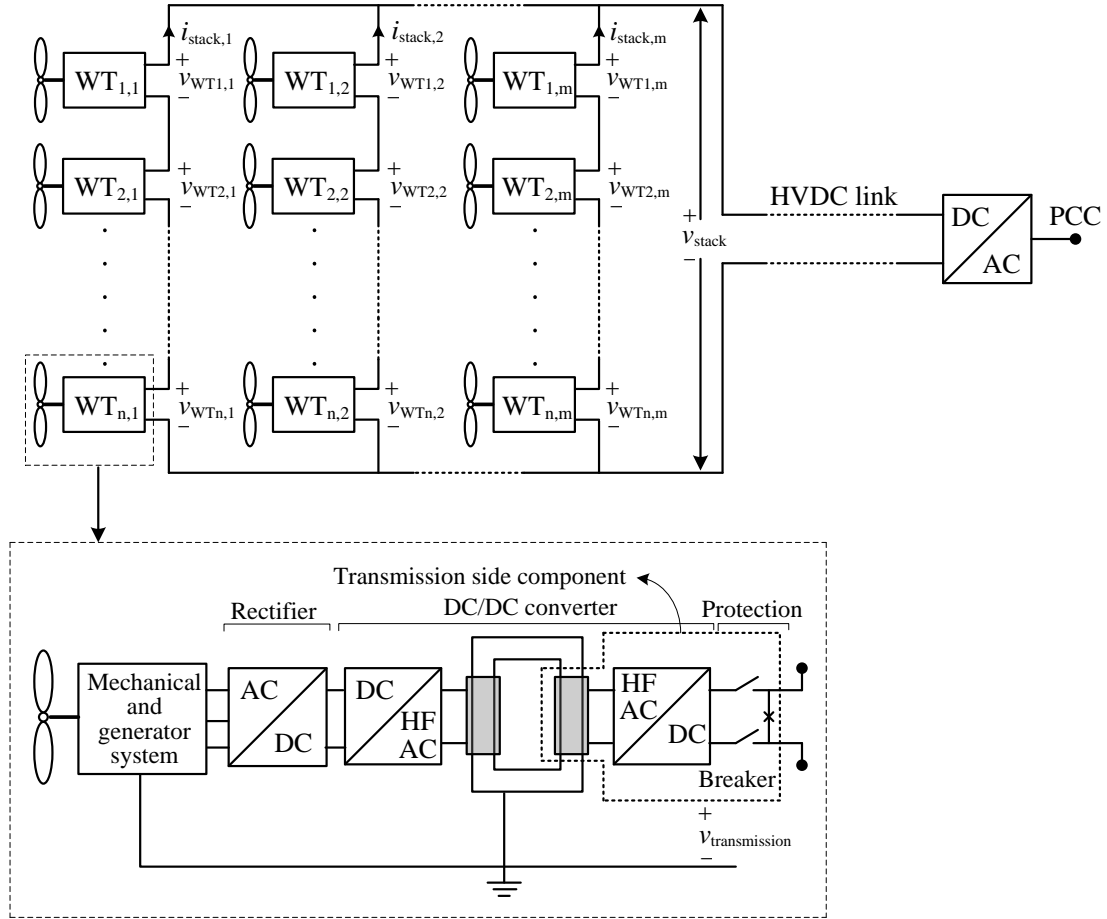 i_stack,1 i_stack,2 i_stack,m
WT_1,1 + v_WT1,1 − WT_1,2 + v_WT1,2 − WT_1,m + v_WT1,m −
WT_2,1 + v_WT2,1 − WT_2,2 + v_WT2,2 − WT_2,m + v_WT2,m −
HVDC link
+ v_stack −
DC
AC
PCC
WT_n,1 + v_WTn,1 − WT_n,2 + v_WTn,2 − WT_n,m + v_WTn,m −
Transmission side component
Rectifier DC/DC converter Protection
Mechanical
and
generator
system
AC
DC
DC
HF
AC
HF
AC
DC
Breaker
+
v_transmission
−